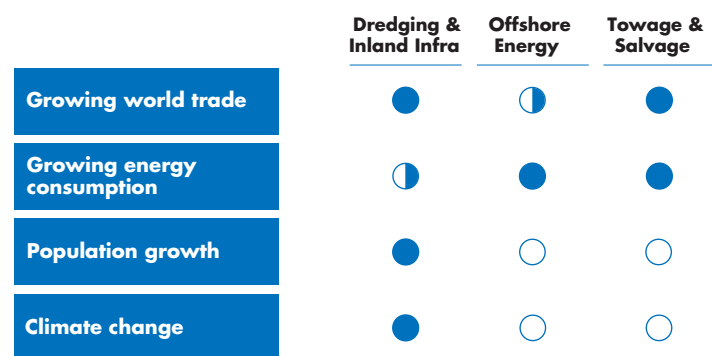 Dredging &
Inland Infra
Offshore
Energy
Towage &
Salvage
Growing world trade
Growing energy
consumption
Population growth
Climate change